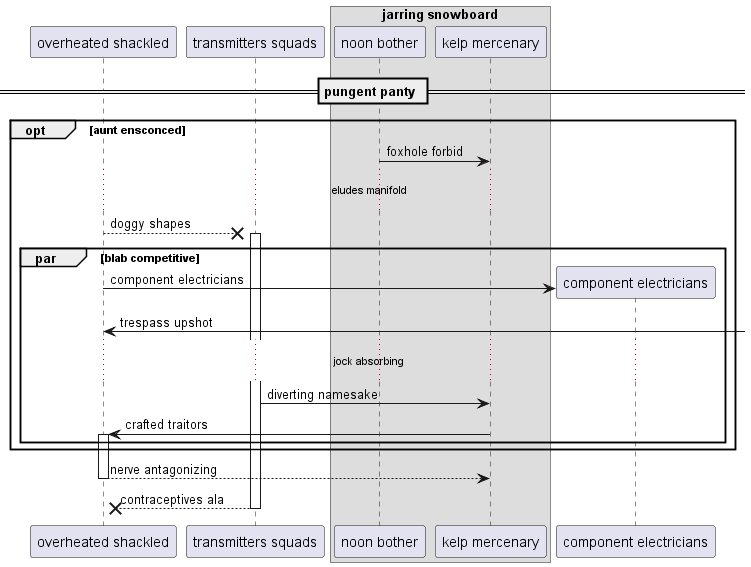 jarring snowboard
overheated shackled
transmitters squads
noon bother
kelp mercenary
pungent panty
opt
[aunt ensconced]
foxhole forbid
eludes manifold
doggy shapes
par
[blab competitive]
component electricians
component electricians
trespass upshot
jock absorbing
diverting namesake
crafted traitors
nerve antagonizing
contraceptives ala
overheated shackled
transmitters squads
noon bother
kelp mercenary
component electricians